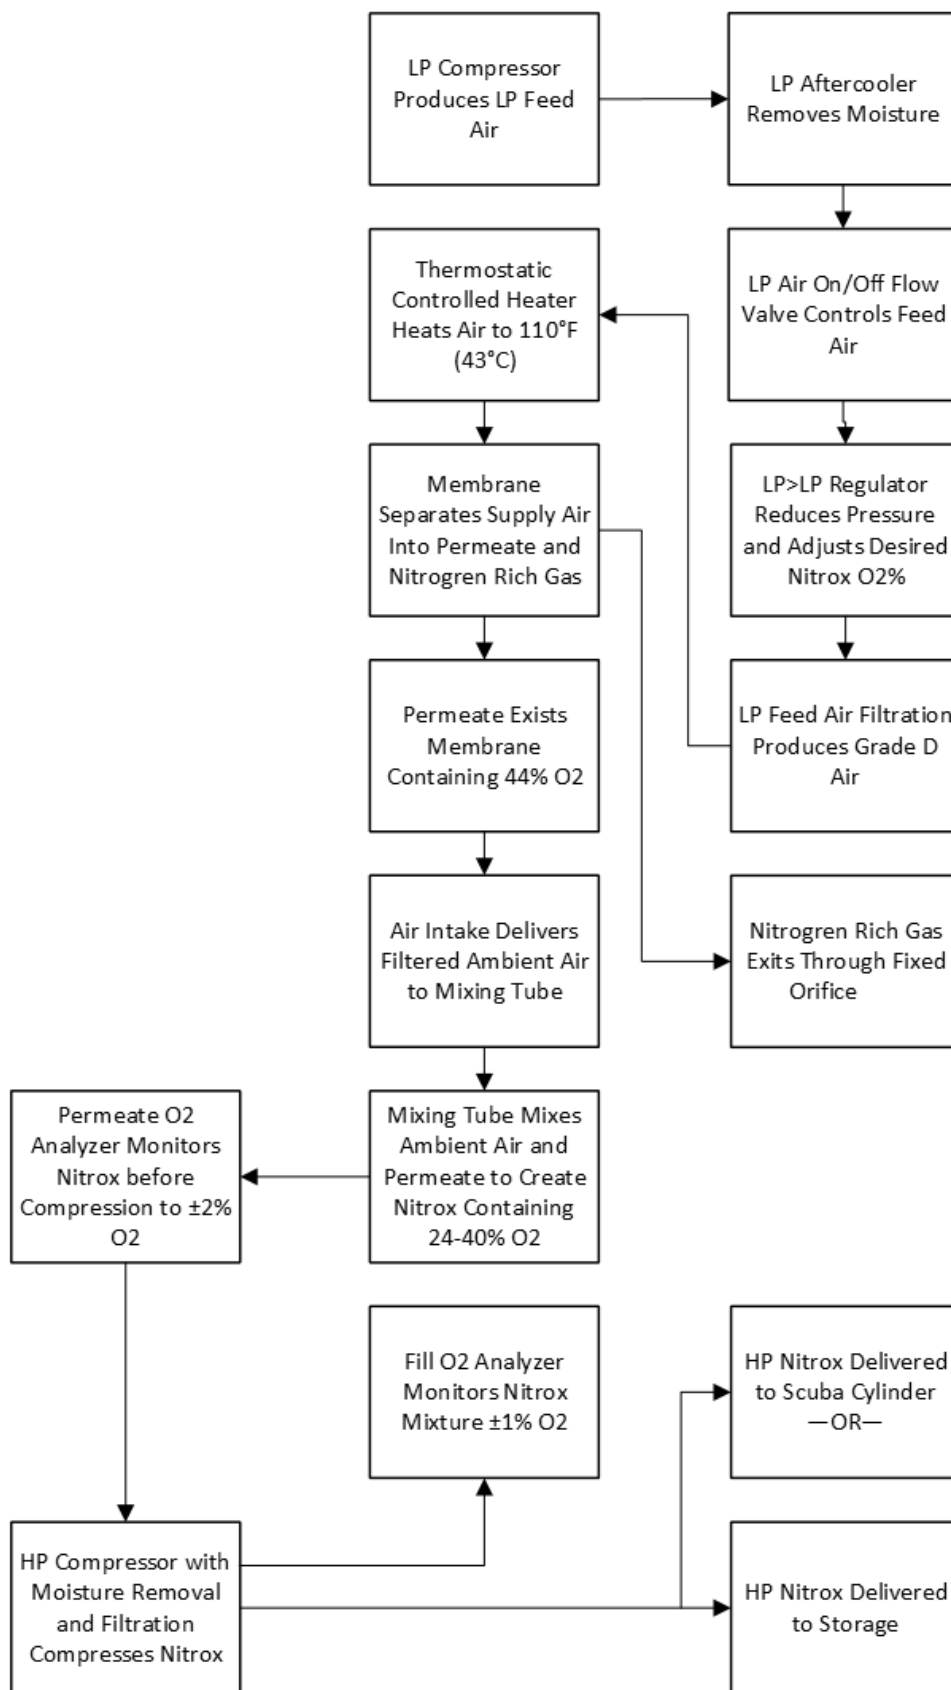 LP Compressor
Produces LP Feed
Air
LP Aftercooler
Removes Moisture
Thermostatic
Controlled Heater
Heats Air to 110°F
(43°C)
LP Air On/Off Flow
Valve Controls Feed
Air
Membrane
Separates Supply Air
Into Permeate and
Nitrogren Rich Gas
LP>LP Regulator
Reduces Pressure
and Adjusts Desired
Nitrox O2%
Permeate Exists
Membrane
Containing 44% O2
LP Feed Air Filtration
Produces Grade D
Air
Air Intake Delivers
Filtered Ambient Air
to Mixing Tube
Nitrogren Rich Gas
Exits Through Fixed
Orifice
Permeate O2
Analyzer Monitors
Nitrox before
Compression to ±2%
O2
Mixing Tube Mixes
Ambient Air and
Permeate to Create
Nitrox Containing
24-40% O2
Fill O2 Analyzer
Monitors Nitrox
Mixture ±1% O2
HP Nitrox Delivered
to Scuba Cylinder
—OR—
HP Compressor with
Moisture Removal
and Filtration
Compresses Nitrox
HP Nitrox Delivered
to Storage